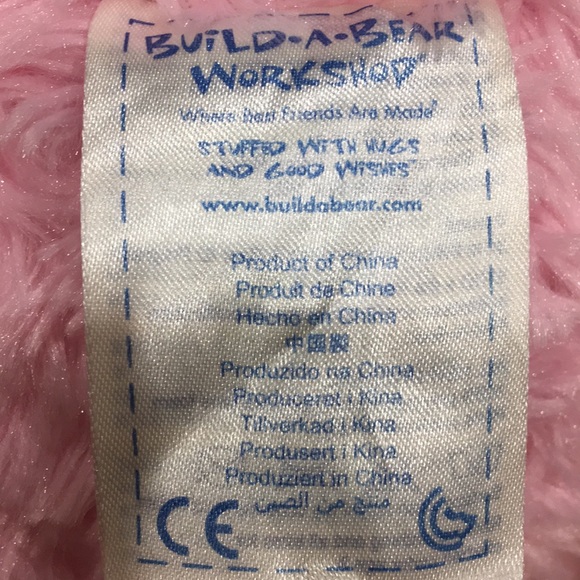 BUILD-A-BEAR
WORKSHOP
Where Best Friends Are Made®
STUFFED WITH HUGS
AND GOOD WISHES
www.buildabear.com
Product of China
Produit de Chine
Hecho en China
中国製
Produzido na China
Produceret i Kina
Tillverkad i Kina
Produsert i Kina
Produziert in China
منتج من الصين
CE